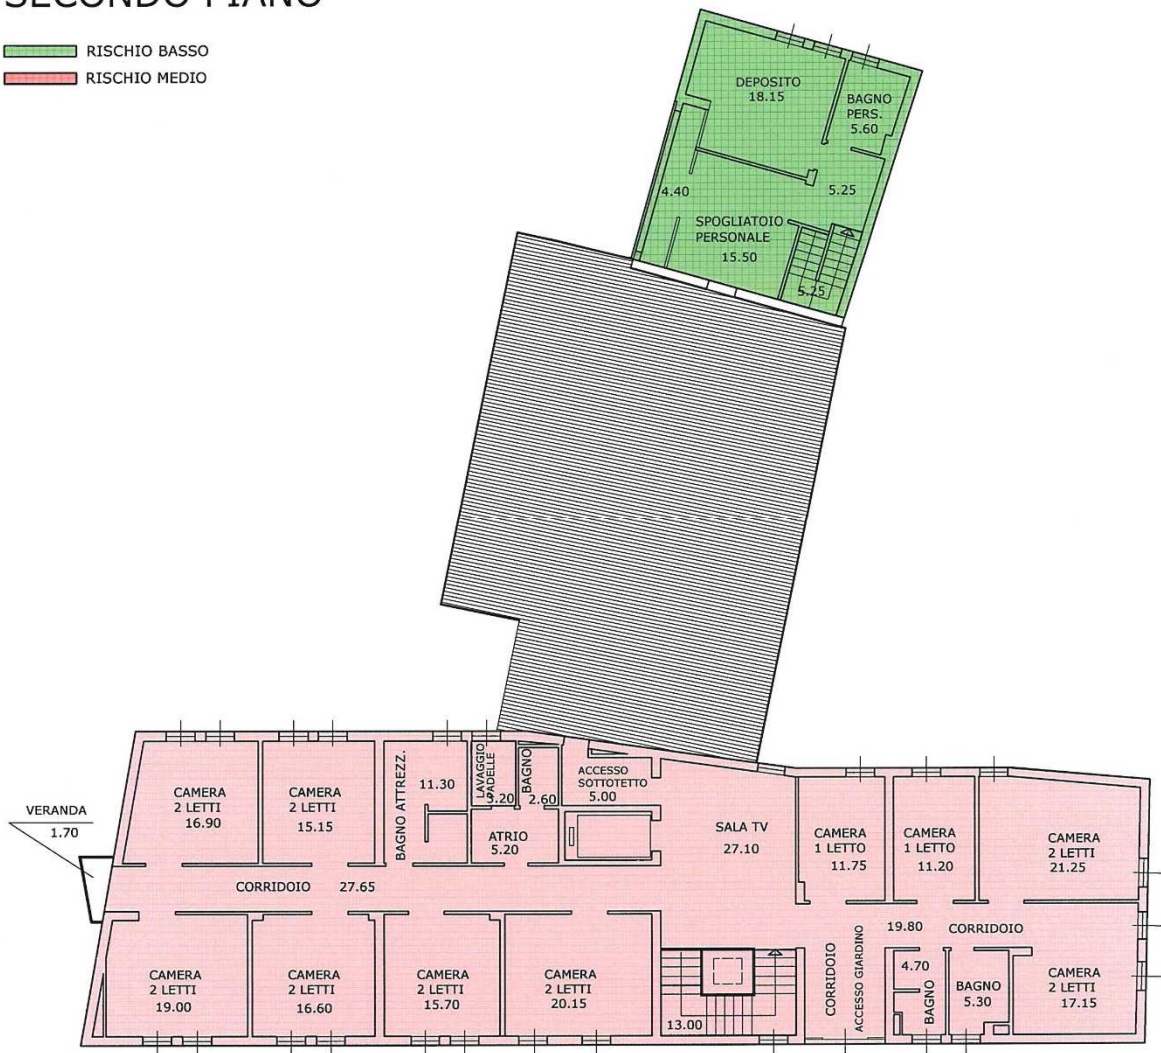 SECONDO PIANO
RISCHIO BASSO
RISCHIO MEDIO
DEPOSITO
18.15
BAGNO
PERS.
5.60
4.40
5.25
SPOGLIATOIO
PERSONALE
15.50
5.25
VERANDA
1.70
CAMERA
2 LETTI
16.90
CAMERA
2 LETTI
15.15
BAGNO ATTREZZ.
11.30
LAVAGGIO
PADELLE
3.20
BAGNO
2.60
ATRIO
5.20
ACCESSO
SOTTOTETTO
5.00
SALA TV
27.10
CAMERA
1 LETTO
11.75
CAMERA
1 LETTO
11.20
CAMERA
2 LETTI
21.25
CORRIDOIO 27.65
19.80 CORRIDOIO
CAMERA
2 LETTI
19.00
CAMERA
2 LETTI
16.60
CAMERA
2 LETTI
15.70
CAMERA
2 LETTI
20.15
13.00
CORRIDOIO
ACCESSO GIARDINO
4.70
BAGNO
BAGNO
5.30
CAMERA
2 LETTI
17.15